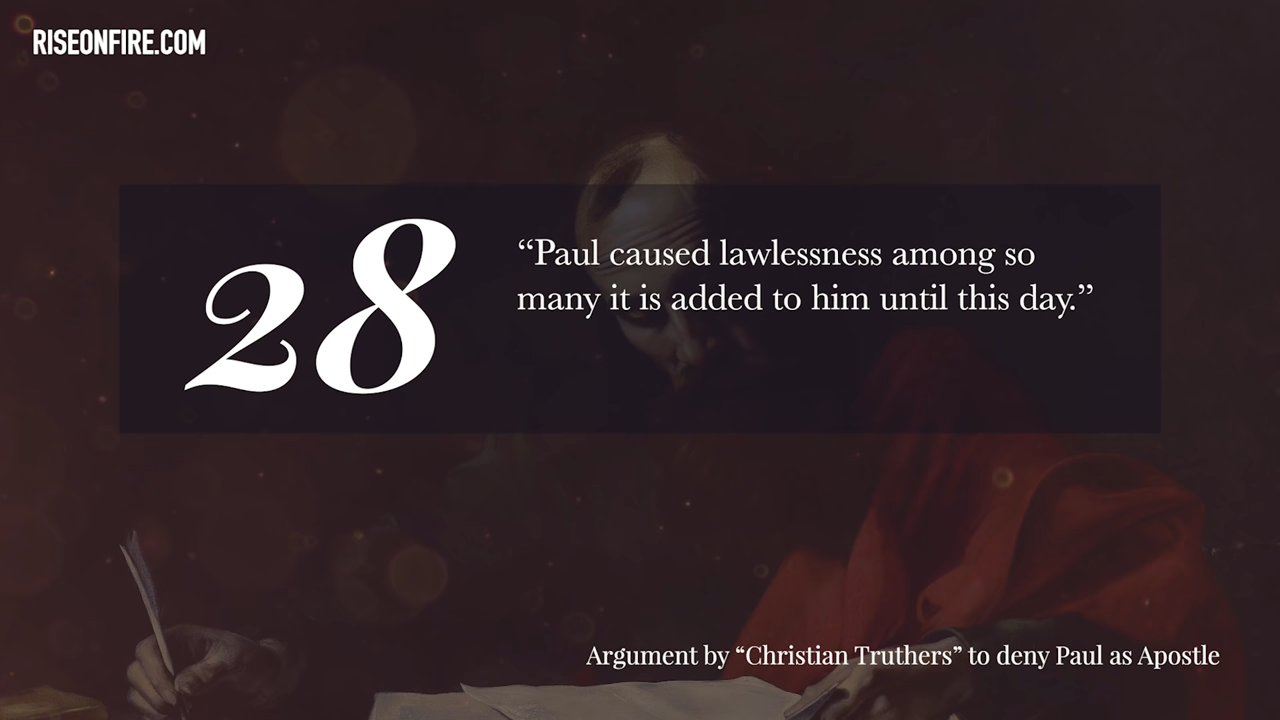 RISEONFIRE.COM
28
“Paul caused lawlessness among so
many it is added to him until this day.”
Argument by “Christian Truthers” to deny Paul as Apostle